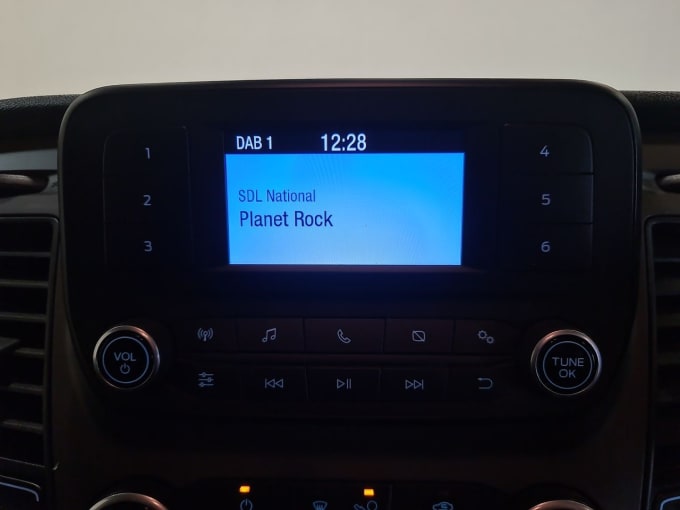 DAB 1 12:28
1
4
SDL National
2
5
Planet Rock
3
6
VOL
TUNE
OK